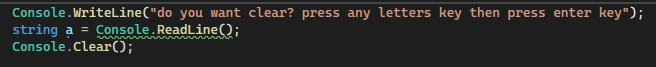 Console.WriteLine("do you want clear? press any letters key then press enter key");
string a = Console.ReadLine();
Console.Clear();